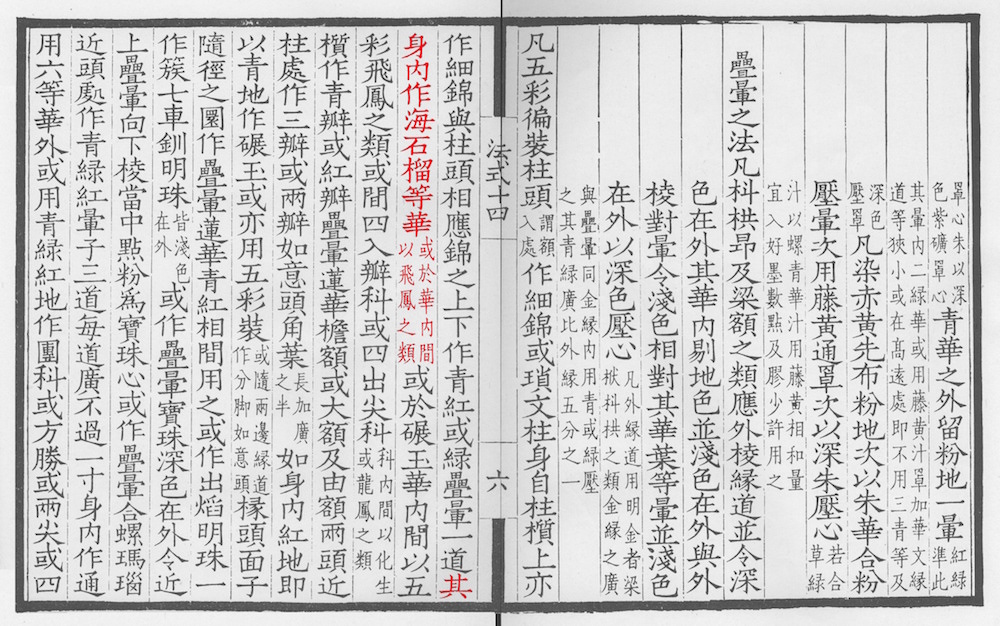 罩心朱以深色紫礦罩心青華之外留粉地一暈紅綠準此
其暈内二綠華或用藤黃汁罩加華文緣道等狹小或在髙遠處即不用三青等及
深色壓罩凡染赤黃先布粉地次以朱華合粉
壓暈次用藤黃通罩次以深朱壓心若合草綠
汁以螺青華汁用藤黃相和量宜入好墨數點及膠少許用之
疊暈之法凡枓栱昂及梁額之類應外棱緣道並令深
色在外其華内剔地色並淺色在外與外
棱對暈令淺色相對其華葉等暈並淺色
在外以深色壓心凡外緣道用明金者梁栿枓栱之類金緣之廣
與疊暈同金緣内用青或綠壓之其青綠廣比外緣五分之一
凡五彩徧裝柱頭謂額入處作細錦或瑣文柱身自柱櫍上亦
法式十四
六
作細錦與柱頭相應錦之上下作青紅或綠疊暈一道其
身内作海石榴等華或於華内間以飛鳳之類或於碾玉華内間以五
彩飛鳳之類或間四入瓣科或四出尖科科内間以化生或龍鳳之類
櫍作青瓣或紅瓣疊暈蓮華檐額或大額及由額兩頭近
柱處作三瓣或兩瓣如意頭角葉長加廣之半如身内紅地即
以青地作碾玉或亦用五彩裝或隨兩邊緣道作分脚如意頭椽頭面子
隨徑之圜作疊暈蓮華青紅相間用之或作出焰明珠一
作簇七車釧明珠皆淺色在外或作疊暈寶珠深色在外令近
上疊暈向下棱當中點粉爲寶珠心或作疊暈合螺瑪瑙
近頭處作青綠紅暈子三道每道廣不過一寸身内作通
用六等華外或用青綠紅地作團科或方勝或兩尖或四